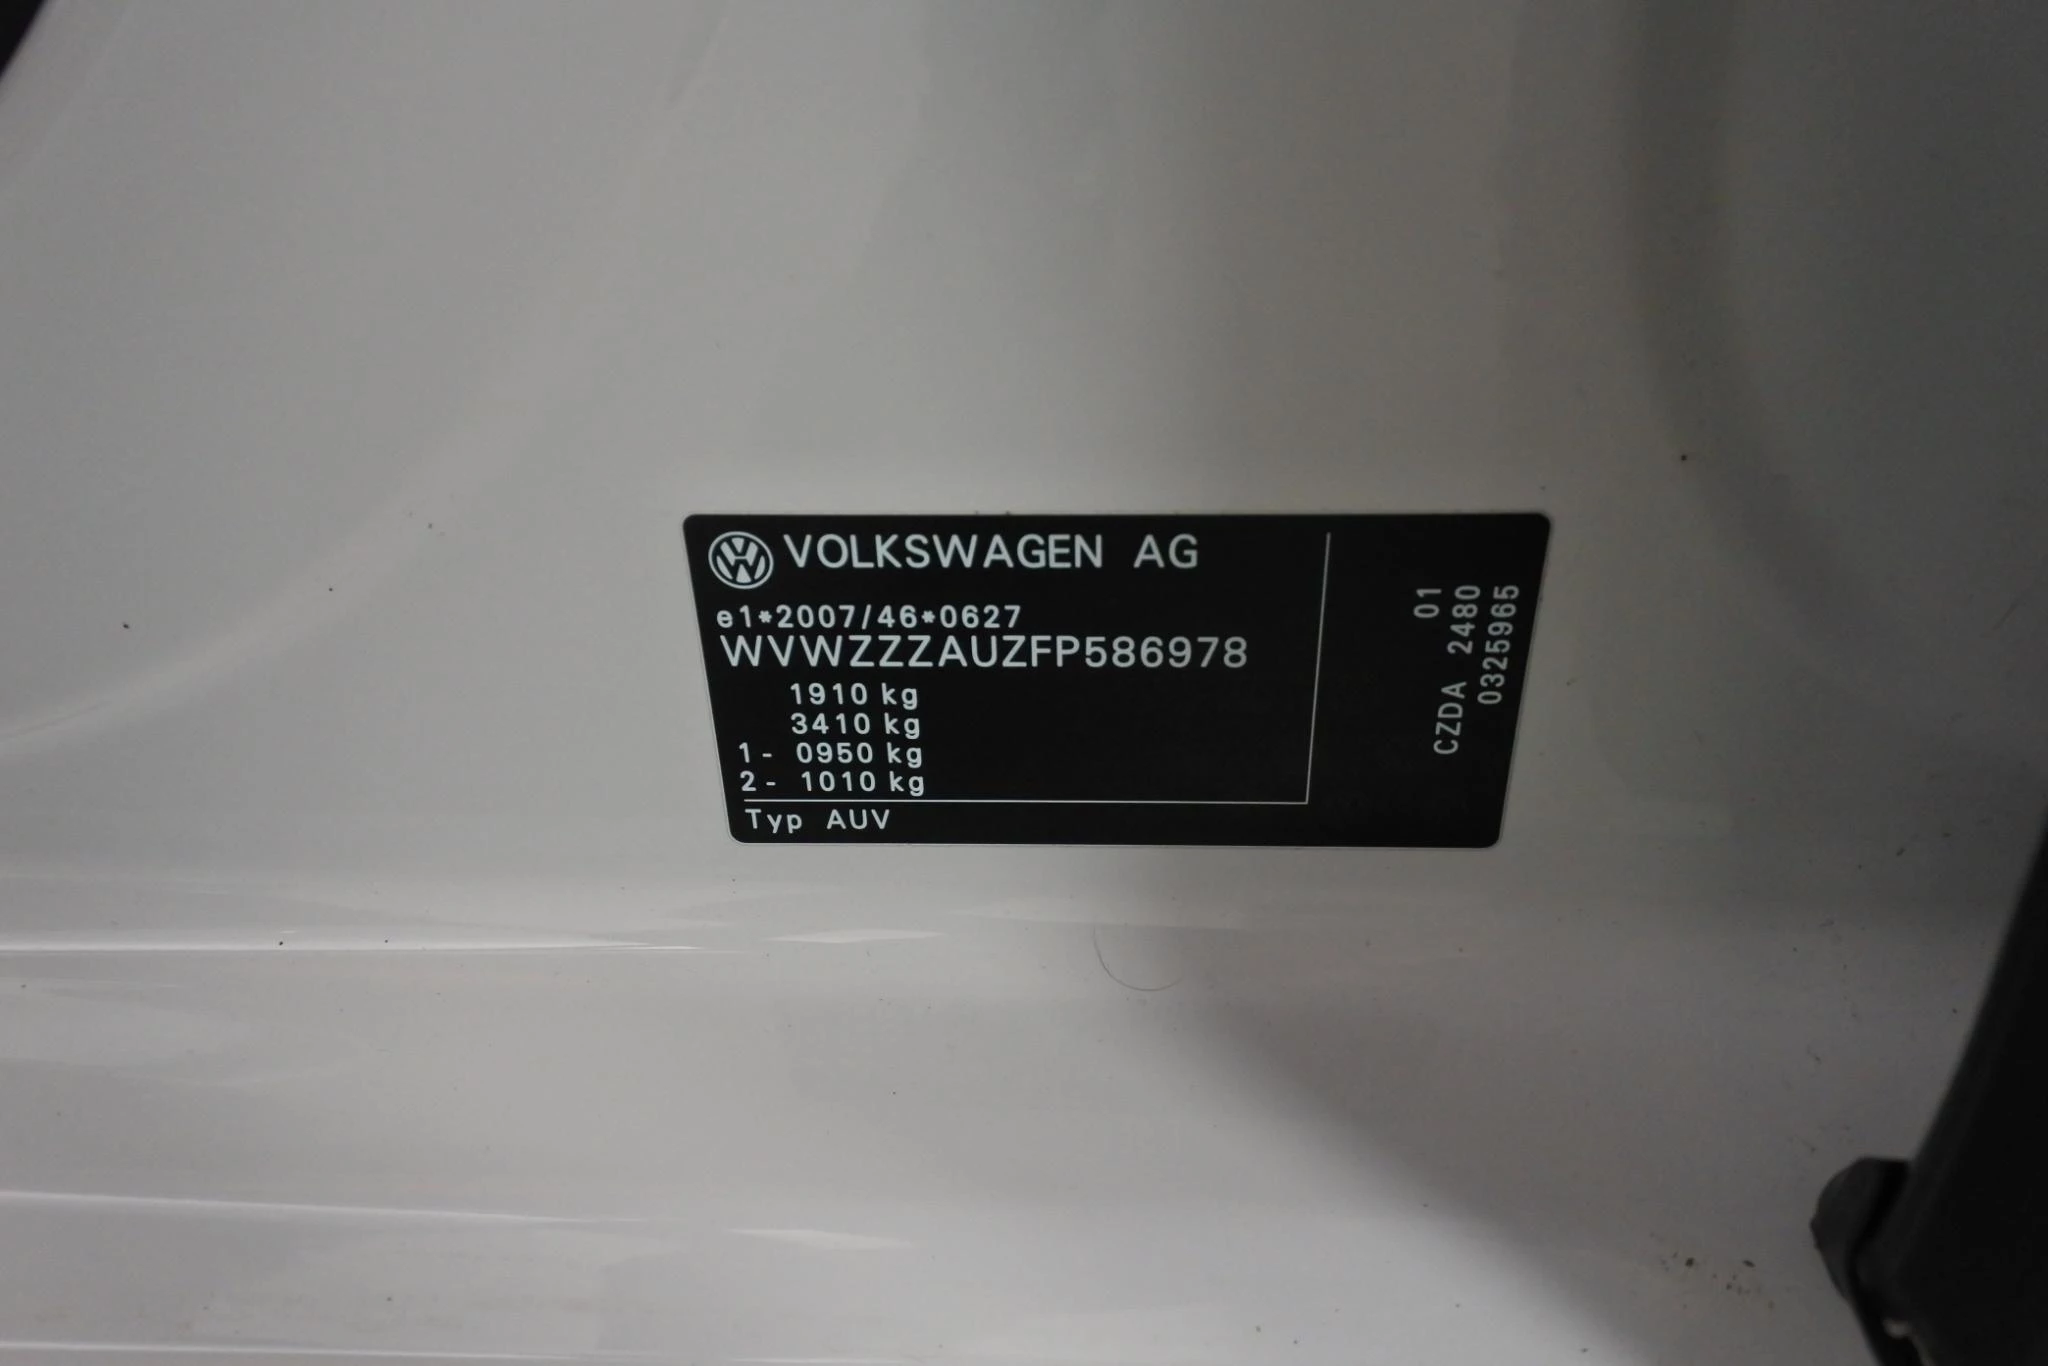 VOLKSWAGEN AG
e1*2007/46*0627
WVWZZZAUZFP586978
1910 kg
3410 kg
1- 0950 kg
2- 1010 kg
Typ AUV
01
CZDA 2480
0325965